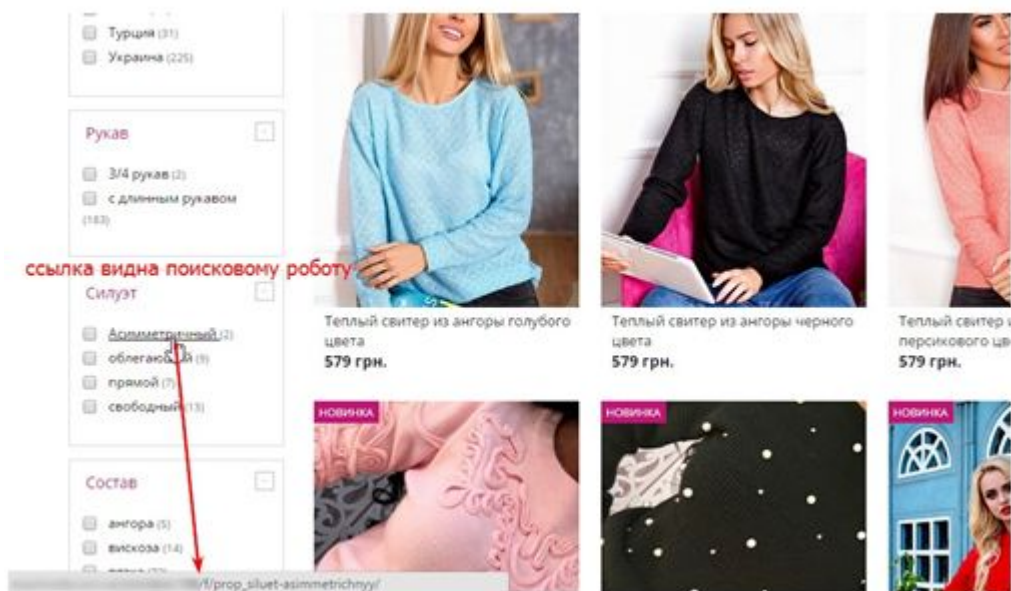 Турция (31)
Украина (225)
Рукав
3/4 рукав (2)
с длинным рукавом
(183)
ссылка видна поисковому роботу
Силуэт
Асимметричный (2)
облегающий (9)
прямой (7)
свободный (13)
Состав
ангора (5)
вискоза (14)
/f/prop_siluet-asimmetrichnyy/
Теплый свитер из ангоры голубого
цвета
579 грн.
Теплый свитер из ангоры черного
цвета
579 грн.
Теплый свитер
персикового
579 грн.
НОВИНКА
НОВИНКА
НОВИНКА